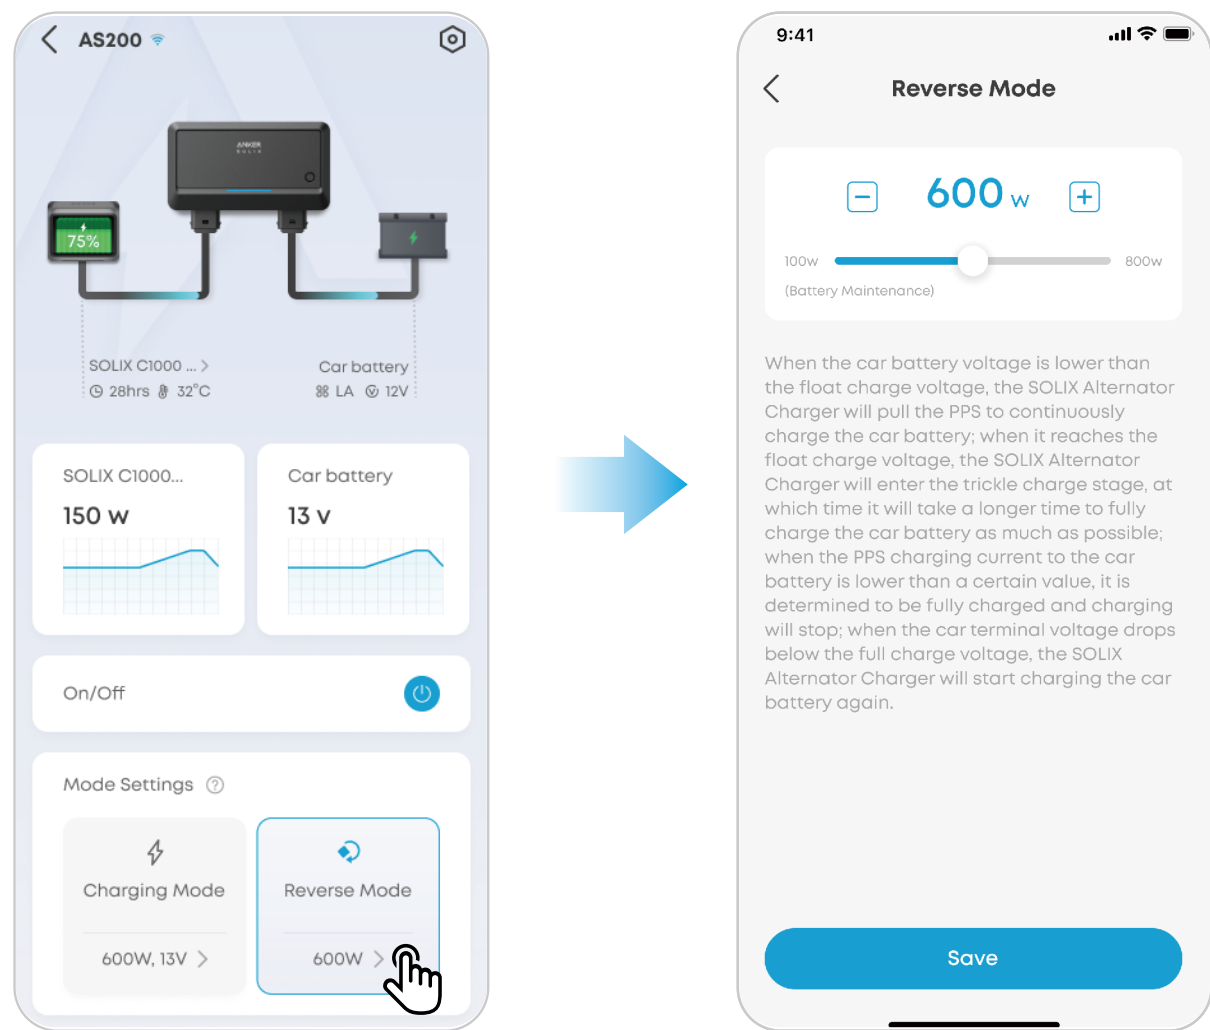 AS200
ANKER
SOLIX
75%
SOLIX C1000 ...
28hrs 32°C
Car battery
LA 12V
SOLIX C1000...
150 W
Car battery
13 V
On/Off
Mode Settings ?
Charging Mode
600W, 13V
Reverse Mode
600W
9:41
Reverse Mode
600 W
100W
800W
(Battery Maintenance)
When the car battery voltage is lower than
the float charge voltage, the SOLIX Alternator
Charger will pull the PPS to continuously
charge the car battery; when it reaches the
float charge voltage, the SOLIX Alternator
Charger will enter the trickle charge stage, at
which time it will take a longer time to fully
charge the car battery as much as possible;
when the PPS charging current to the car
battery is lower than a certain value, it is
determined to be fully charged and charging
will stop; when the car terminal voltage drops
below the full charge voltage, the SOLIX
Alternator Charger will start charging the car
battery again.
Save